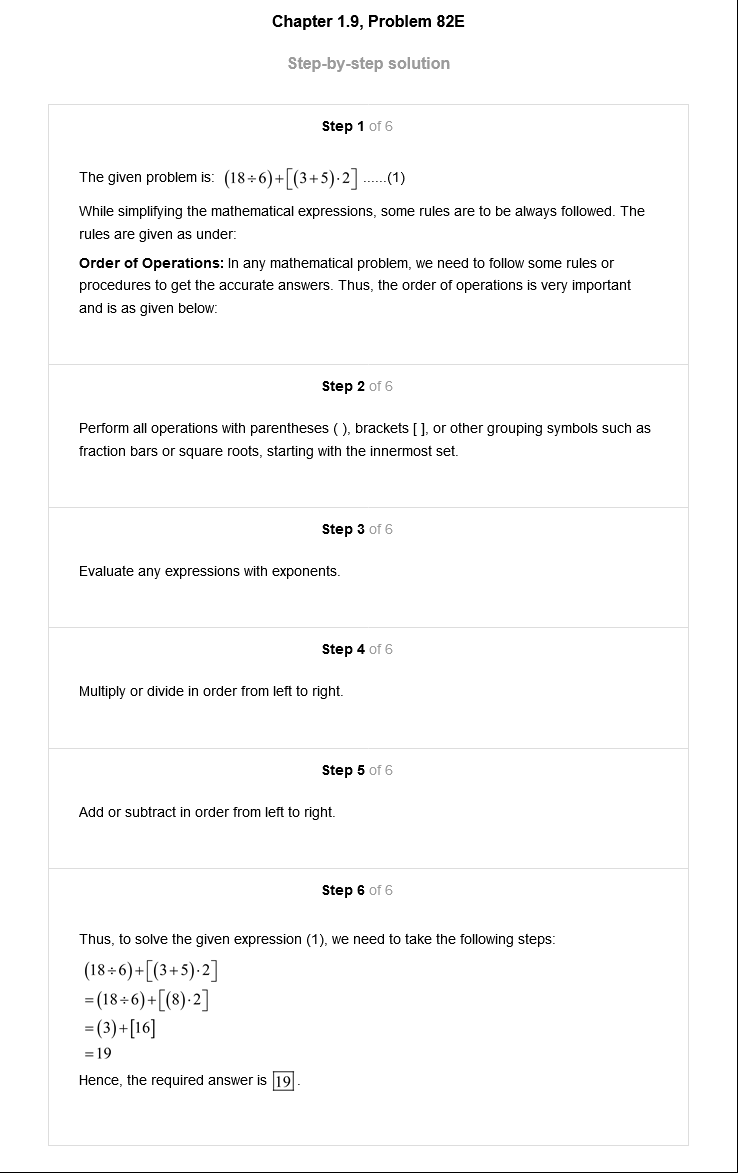 Chapter 1.9, Problem 82E
Step-by-step solution
Step 1 of 6
The given problem is: (18÷6)+[(3+5)·2] ......(1)
While simplifying the mathematical expressions, some rules are to be always followed. The
rules are given as under:
Order of Operations: In any mathematical problem, we need to follow some rules or
procedures to get the accurate answers. Thus, the order of operations is very important
and is as given below:
Step 2 of 6
Perform all operations with parentheses ( ), brackets [ ], or other grouping symbols such as
fraction bars or square roots, starting with the innermost set.
Step 3 of 6
Evaluate any expressions with exponents.
Step 4 of 6
Multiply or divide in order from left to right.
Step 5 of 6
Add or subtract in order from left to right.
Step 6 of 6
Thus, to solve the given expression (1), we need to take the following steps:
(18÷6)+[(3+5)·2]
=(18÷6)+[(8)·2]
=(3)+[16]
=19
Hence, the required answer is 19 .